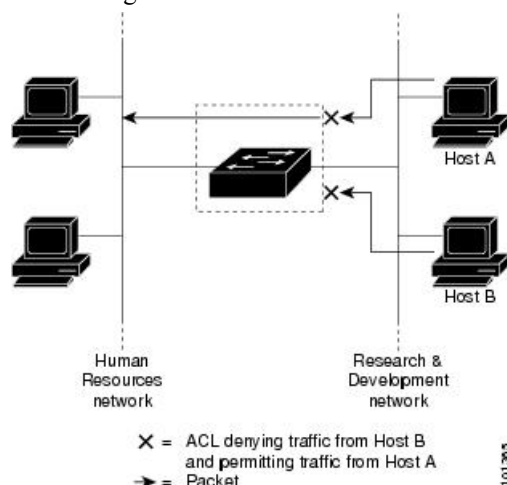 Host A
Host B
Human
Resources
network
Research &
Development
network
X = ACL denying traffic from Host B
and permitting traffic from Host A
→ = Packet
101365